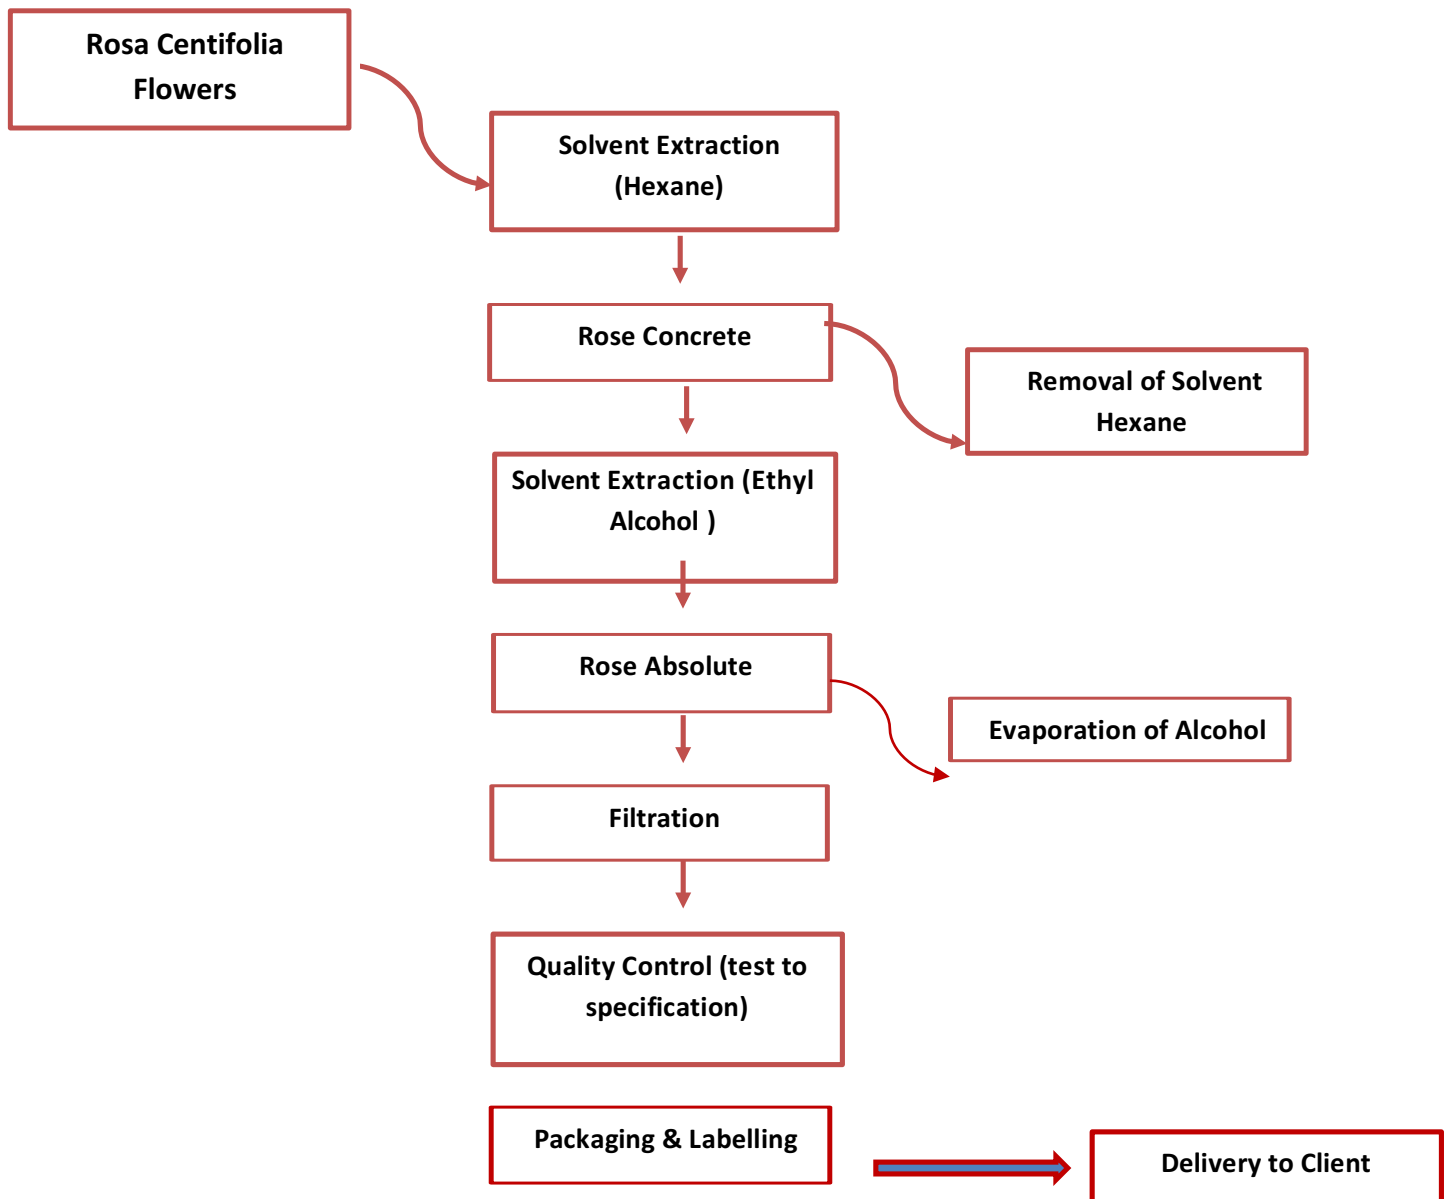 Rosa Centifolia
Flowers
Solvent Extraction
(Hexane)
Rose Concrete
Removal of Solvent
Hexane
Solvent Extraction (Ethyl
Alcohol )
Rose Absolute
Evaporation of Alcohol
Filtration
Quality Control (test to
specification)
Packaging & Labelling
Delivery to Client